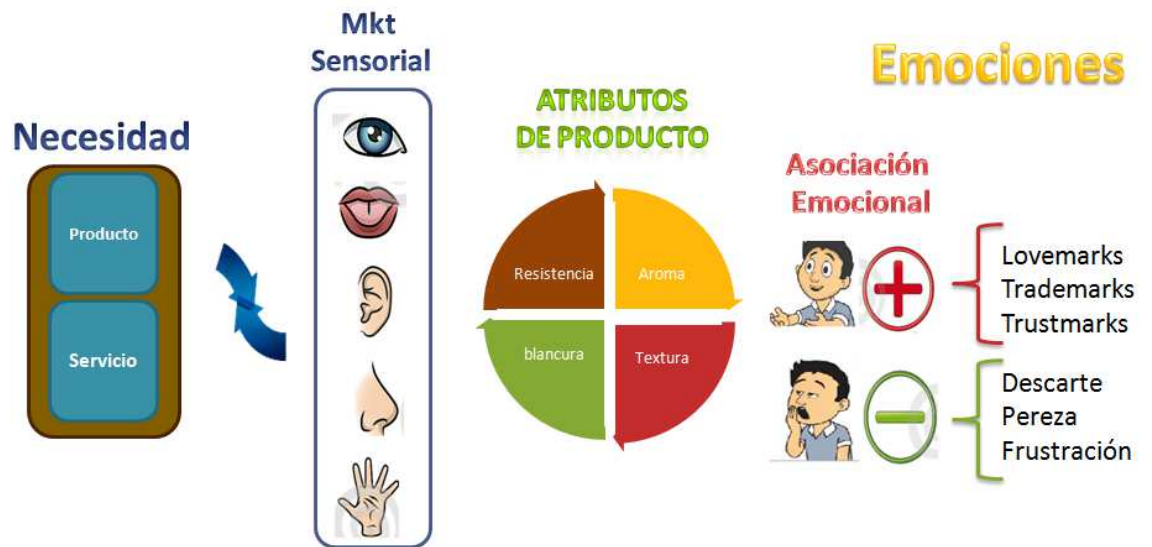 Necesidad
Producto
Servicio
Mkt
Sensorial
ATRIBUTOS
DE PRODUCTO
Resistencia
Aroma
blancura
Textura
Emociones
Asociación
Emocional
Lovemarks
Trademarks
Trustmarks
Descarte
Pereza
Frustración